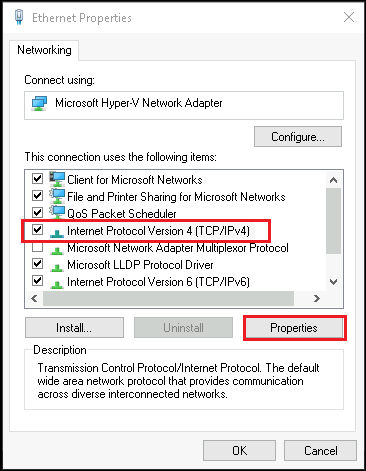 Ethernet Properties
Networking
Connect using:
Microsoft Hyper-V Network Adapter
Configure...
This connection uses the following items:
Client for Microsoft Networks
File and Printer Sharing for Microsoft Networks
QoS Packet Scheduler
Internet Protocol Version 4 (TCP/IPv4)
Microsoft Network Adapter Multiplexor Protocol
Microsoft LLDP Protocol Driver
Internet Protocol Version 6 (TCP/IPv6)
Install...
Uninstall
Properties
Description
Transmission Control Protocol/Internet Protocol. The default
wide area network protocol that provides communication
across diverse interconnected networks.
OK
Cancel